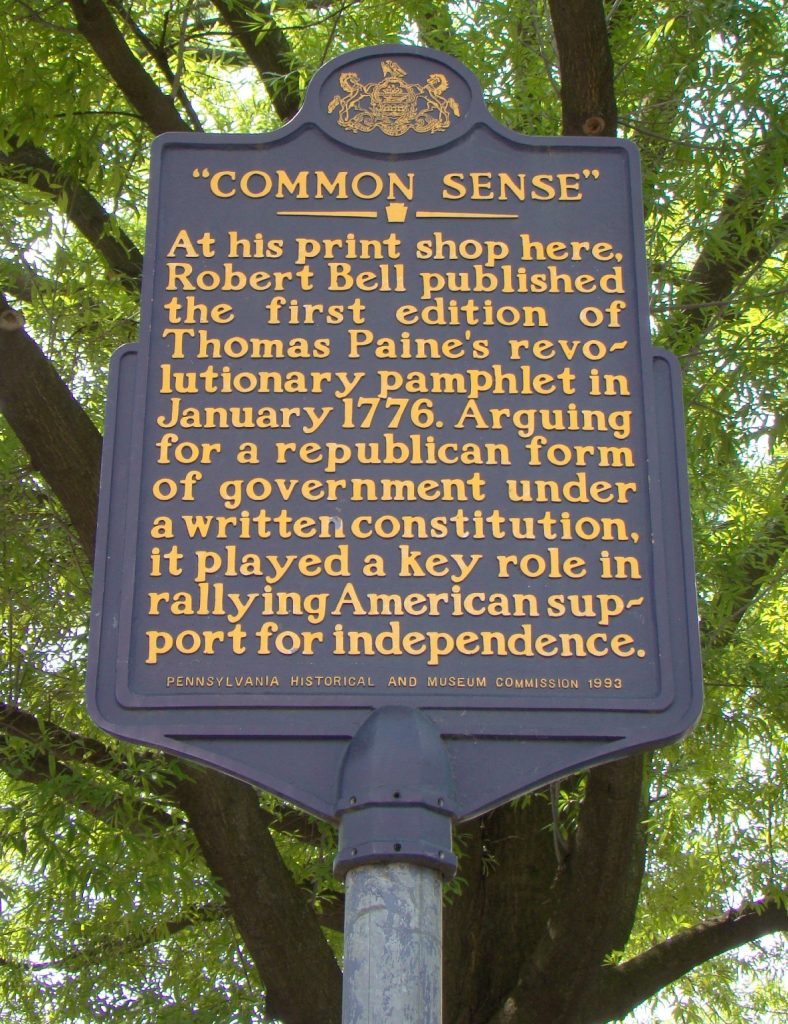 "COMMON SENSE"
At his print shop here,
Robert Bell published
the first edition of
Thomas Paine's revo-
lutionary pamphlet in
January 1776. Arguing
for a republican form
of government under
a written constitution,
it played a key role in
rallying American sup-
port for independence.
PENNSYLVANIA HISTORICAL AND MUSEUM COMMISSION 1993